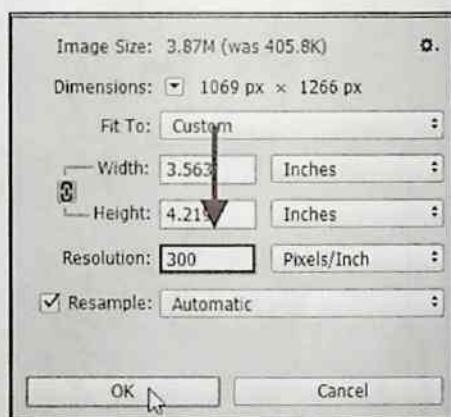 Image Size: 3.87M (was 405.8K)
Dimensions: 1069 px × 1266 px
Fit To: Custom
Width: 3.563 Inches
Height: 4.219 Inches
Resolution: 300 Pixels/Inch
Resample: Automatic
OK Cancel